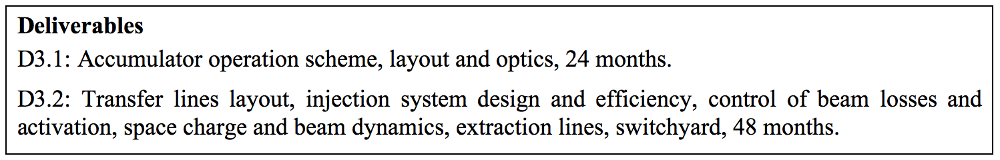 Deliverables
D3.1: Accumulator operation scheme, layout and optics, 24 months.
D3.2: Transfer lines layout, injection system design and efficiency, control of beam losses and
activation, space charge and beam dynamics, extraction lines, switchyard, 48 months.